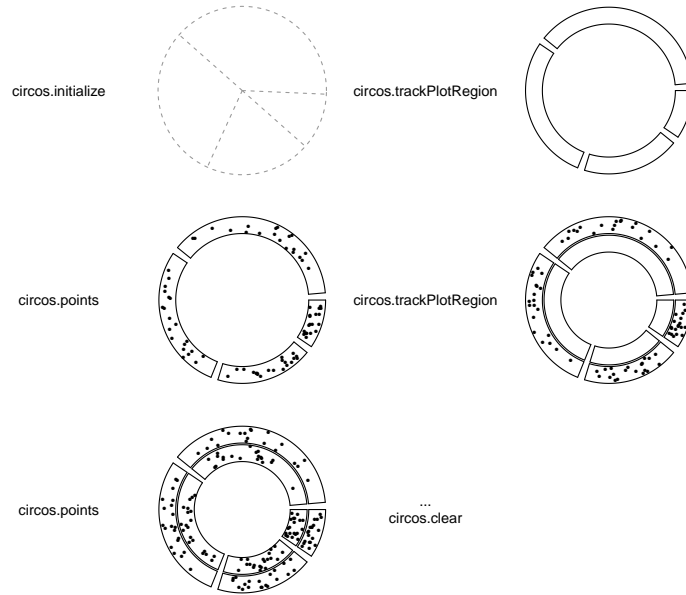 circos.initialize
circos.trackPlotRegion
circos.points
circos.trackPlotRegion
circos.points
...
circos.clear